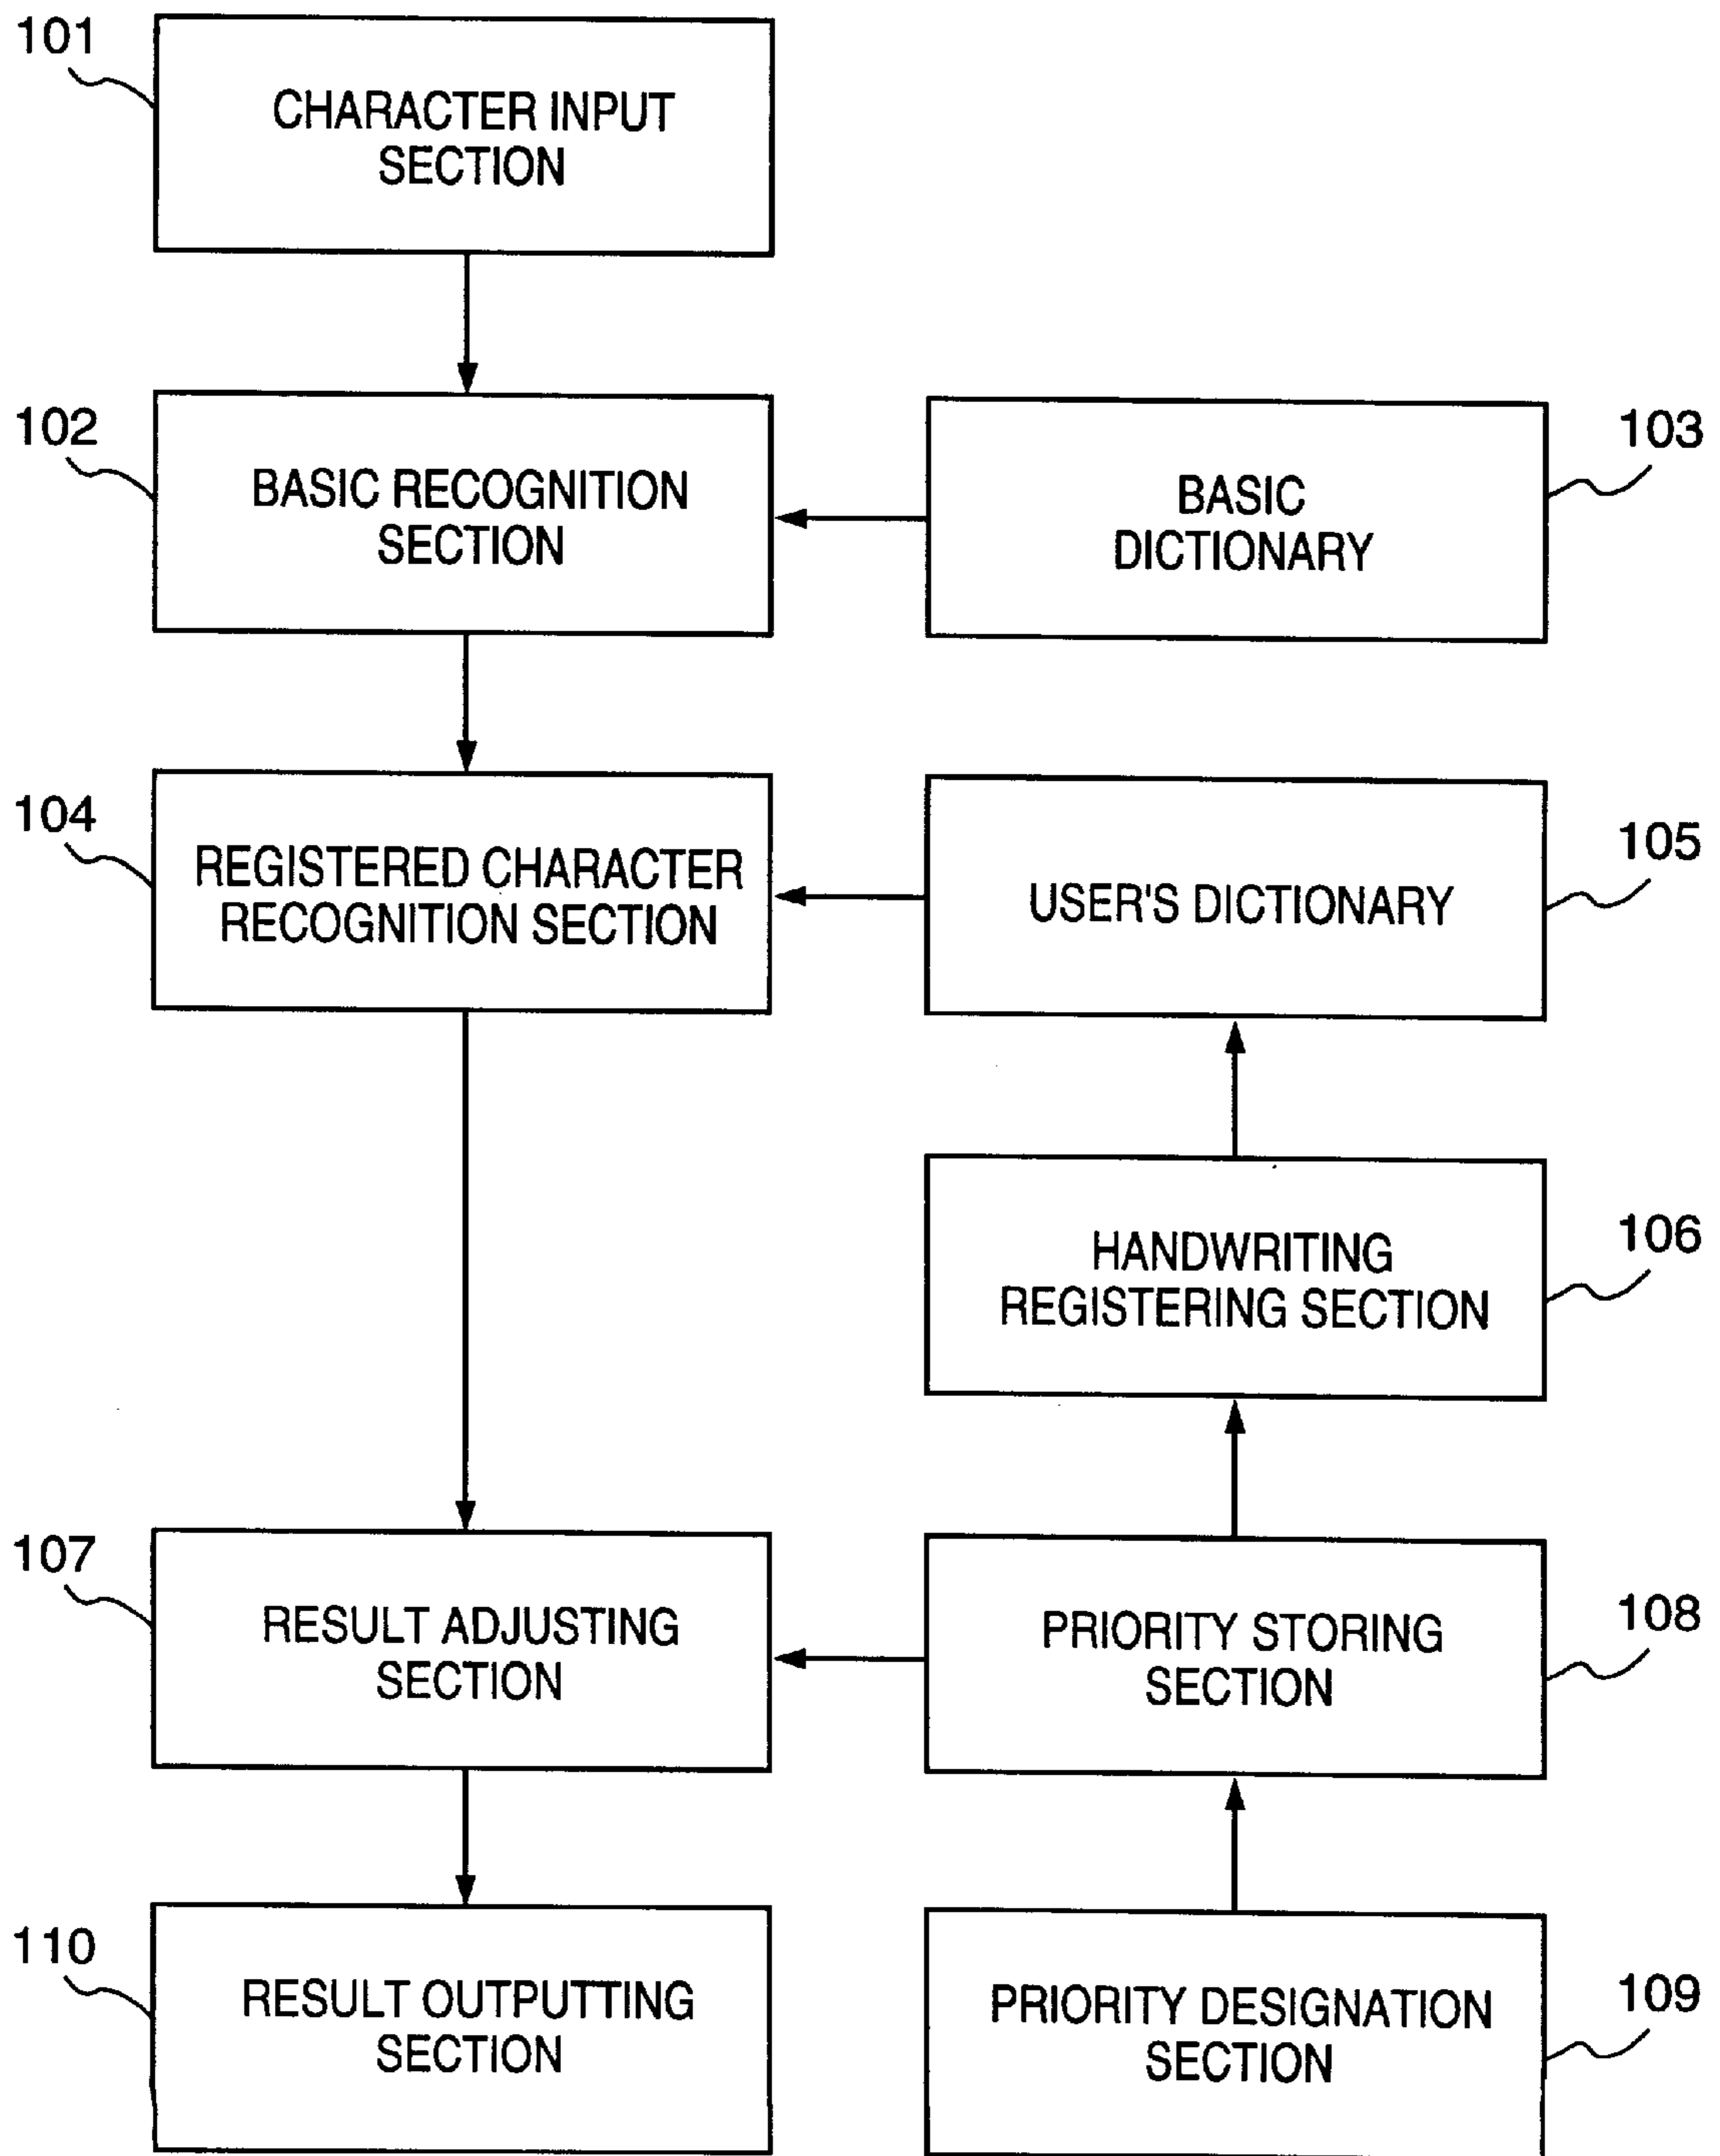 101
CHARACTER INPUT
SECTION
102
BASIC RECOGNITION
SECTION
BASIC
DICTIONARY
103
104
REGISTERED CHARACTER
RECOGNITION SECTION
USER'S DICTIONARY
105
HANDWRITING
REGISTERING SECTION
106
107
RESULT ADJUSTING
SECTION
PRIORITY STORING
SECTION
108
110
RESULT OUTPUTTING
SECTION
PRIORITY DESIGNATION
SECTION
109